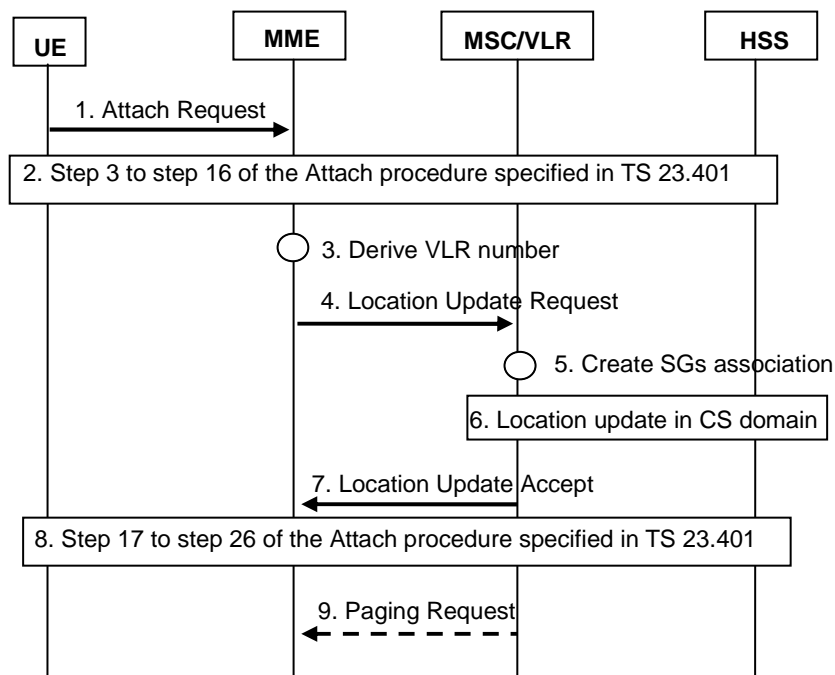 UE
MME
MSC/VLR
HSS
1. Attach Request
2. Step 3 to step 16 of the Attach procedure specified in TS 23.401
3. Derive VLR number
4. Location Update Request
5. Create SGs association
6. Location update in CS domain
7. Location Update Accept
8. Step 17 to step 26 of the Attach procedure specified in TS 23.401
9. Paging Request